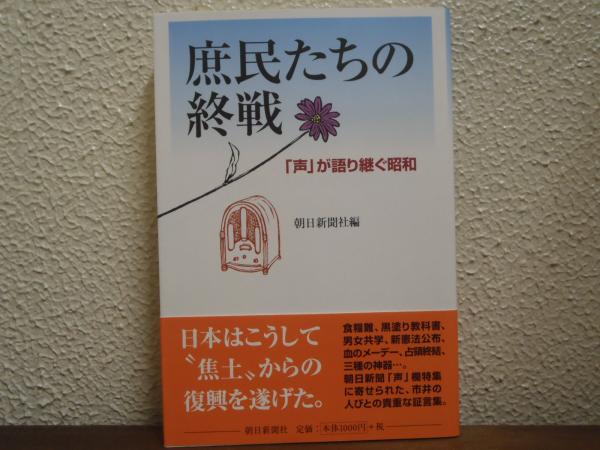 庶民たちの
終戦
「声」が語り継ぐ昭和
朝日新聞社編
日本はこうして
〝焦土〟からの
復興を遂げた。
食糧難、黒塗り教科書、
男女共学、新憲法公布、
血のメーデー、占領終結、
三種の神器…。
朝日新聞「声」欄特集
に寄せられた、市井の
人びとの貴重な証言集。
朝日新聞社 定価:本体1000円+税